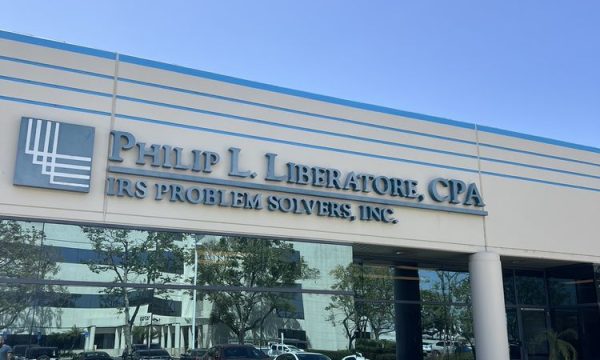 PHILIP L. LIBERATORE, CPA
IRS PROBLEM SOLVERS, INC.